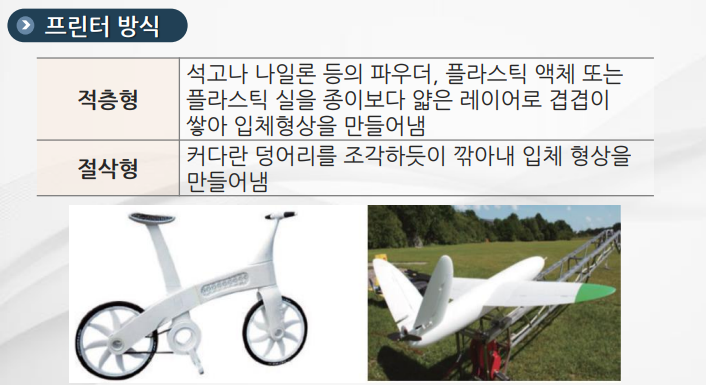 프린터 방식
적층형
석고나 나일론 등의 파우더, 플라스틱 액체 또는
플라스틱 실을 종이보다 얇은 레이어로 겹겹이
쌓아 입체형상을 만들어냄
절삭형
커다란 덩어리를 조각하듯이 깎아내 입체 형상을
만들어냄